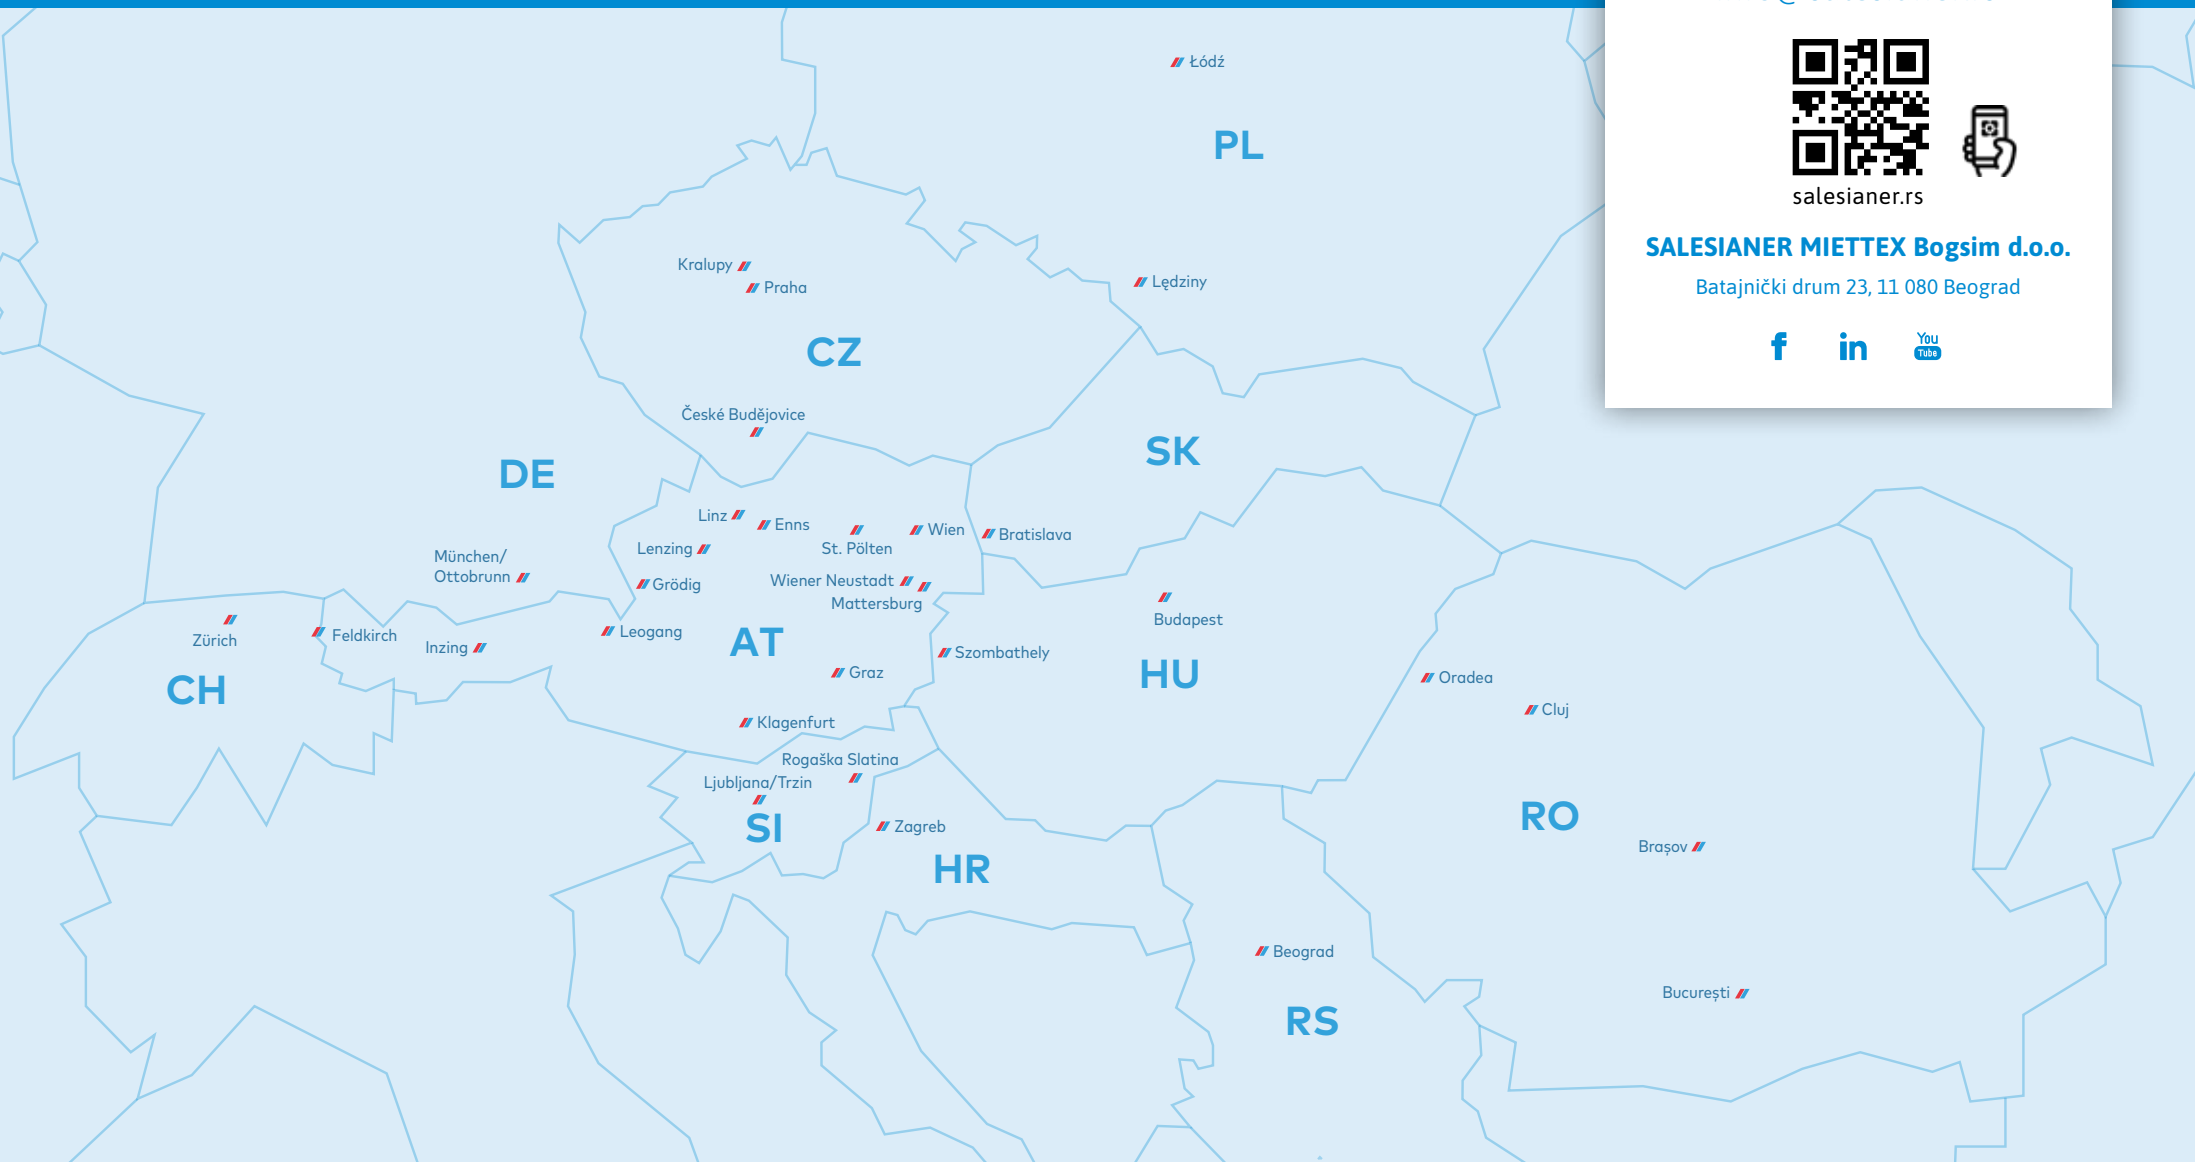 Łódź
PL
salesianer.rs
SALESIANER MIETTEX Bogsim d.o.o.
Batajnički drum 23, 11 080 Beograd
f
in
You
Tube
Kralupy
Praha
Lędziny
CZ
České Budějovice
SK
DE
Linz
Enns
Wien
Bratislava
St. Pölten
Lenzing
München/
Ottobrunn
Grödig
Wiener Neustadt
Mattersburg
Budapest
Zürich
Feldkirch
Inzing
Leogang
AT
Szombathely
HU
Graz
CH
Oradea
Cluj
Klagenfurt
Rogaška Slatina
Ljubljana/Trzin
SI
Zagreb
HR
RO
Brașov
Beograd
București
RS